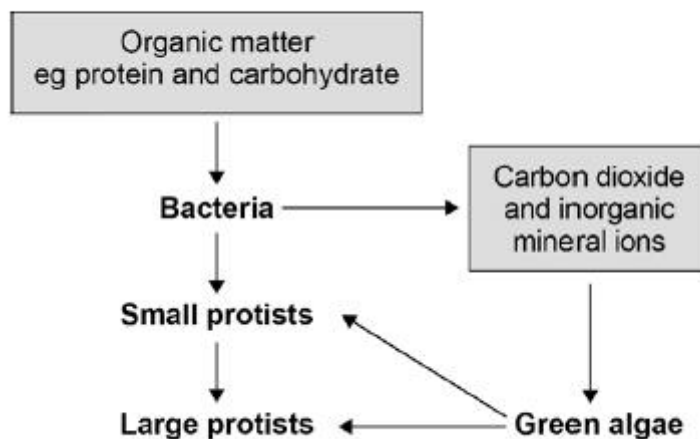 Organic matter
eg protein and carbohydrate
Bacteria
Carbon dioxide
and inorganic
mineral ions
Small protists
Large protists
Green algae